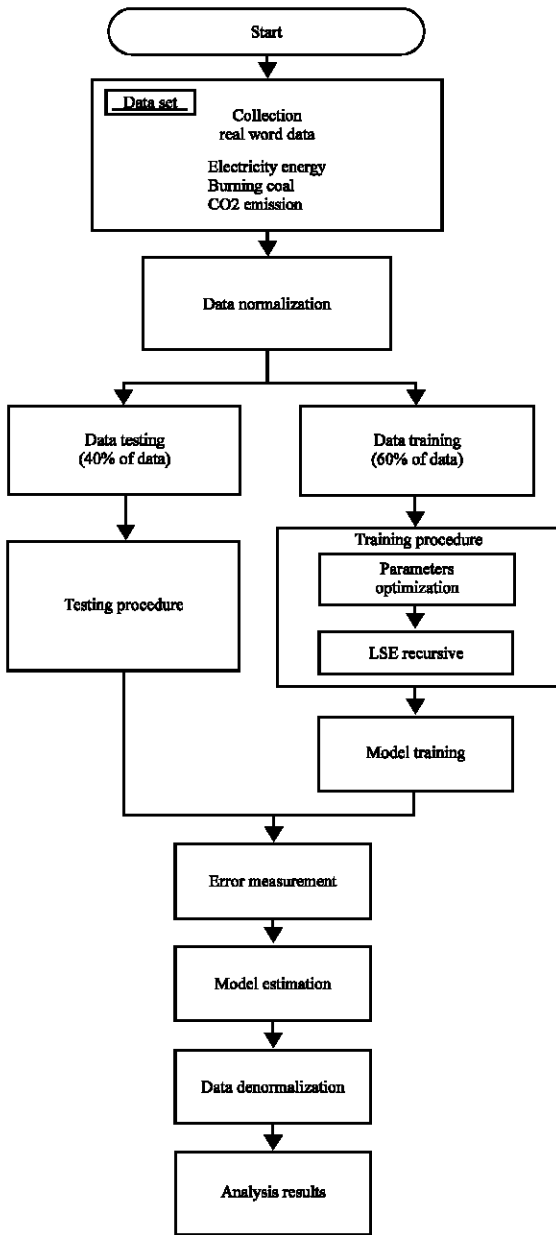 Start
Data set
Collection
real word data
Electricity energy
Burning coal
CO2 emission
Data normalization
Data testing
(40% of data)
Data training
(60% of data)
Testing procedure
Training procedure
Parameters
optimization
LSE recursive
Model training
Error measurement
Model estimation
Data denormalization
Analysis results